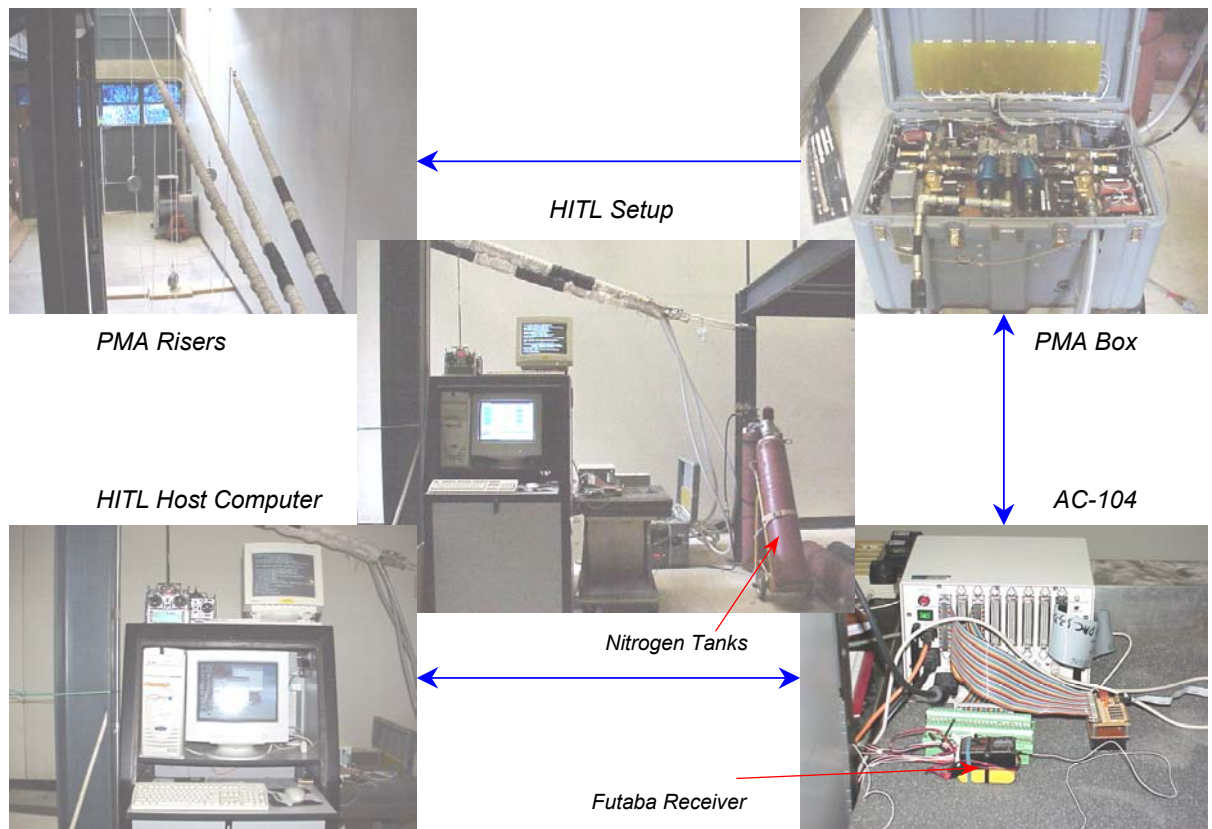 HITL Setup
PMA Risers
PMA Box
HITL Host Computer
AC-104
Nitrogen Tanks
Futaba Receiver